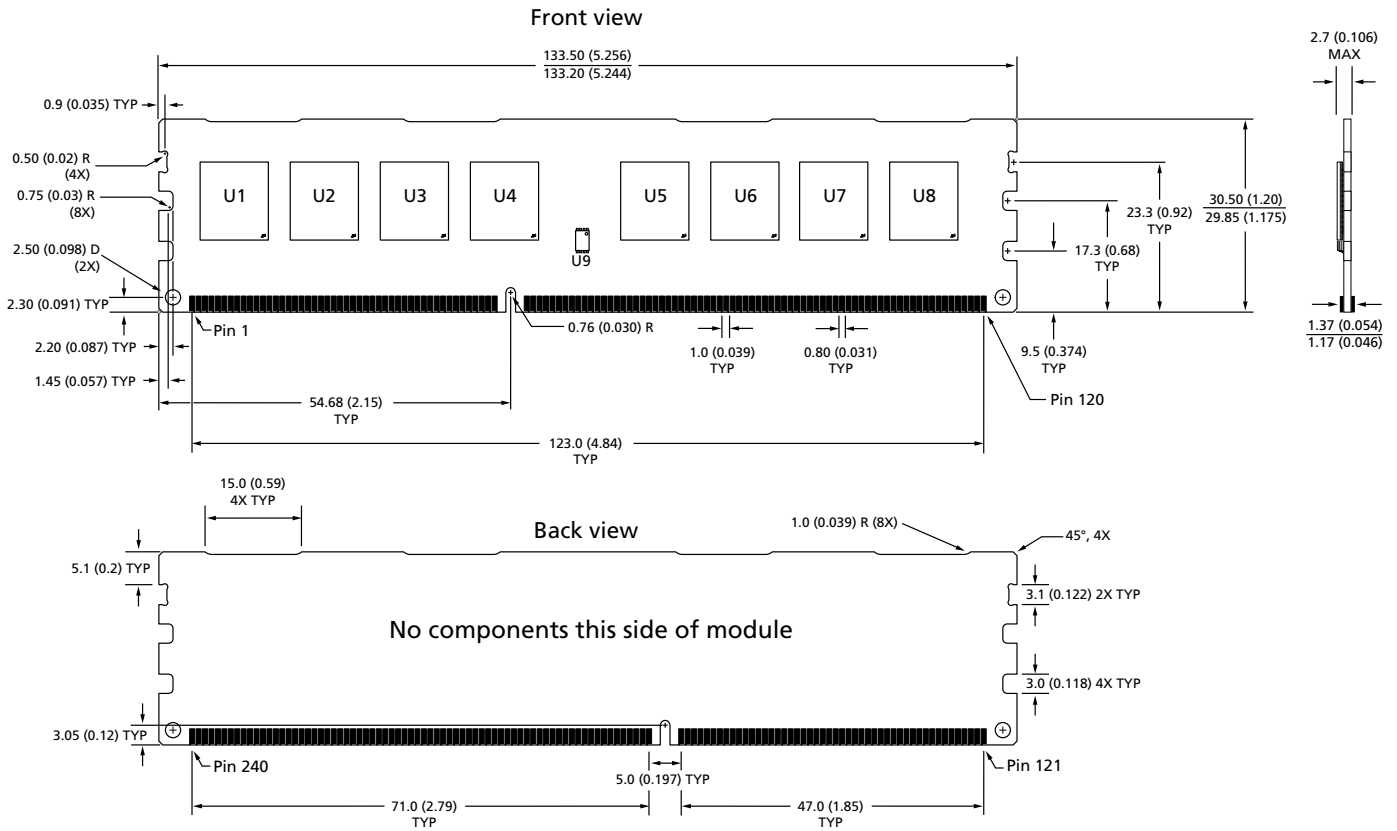 Front view
133.50 (5.256)
133.20 (5.244)
2.7 (0.106)
MAX
0.9 (0.035) TYP
0.50 (0.02) R
(4X)
0.75 (0.03) R
(8X)
2.50 (0.098) D
(2X)
2.30 (0.091) TYP
2.20 (0.087) TYP
1.45 (0.057) TYP
U1
U2
U3
U4
U5
U6
U7
U8
U9
Pin 1
0.76 (0.030) R
1.0 (0.039)
TYP
0.80 (0.031)
TYP
9.5 (0.374)
TYP
17.3 (0.68)
TYP
23.3 (0.92)
TYP
30.50 (1.20)
29.85 (1.175)
1.37 (0.054)
1.17 (0.046)
54.68 (2.15)
TYP
Pin 120
123.0 (4.84)
TYP
15.0 (0.59)
4X TYP
Back view
1.0 (0.039) R (8X)
45°, 4X
5.1 (0.2) TYP
3.1 (0.122) 2X TYP
No components this side of module
3.0 (0.118) 4X TYP
3.05 (0.12) TYP
Pin 240
5.0 (0.197) TYP
Pin 121
71.0 (2.79)
TYP
47.0 (1.85)
TYP